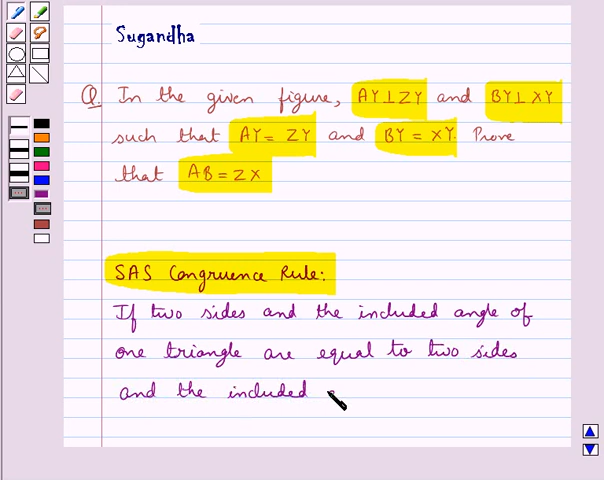 Sugandha
Q. In the given figure, AY⊥ZY and BY⊥XY
such that AY = ZY and BY = XY. Prove
that AB = ZX
SAS Congruence Rule:
If two sides and the included angle of
one triangle are equal to two sides
and the included